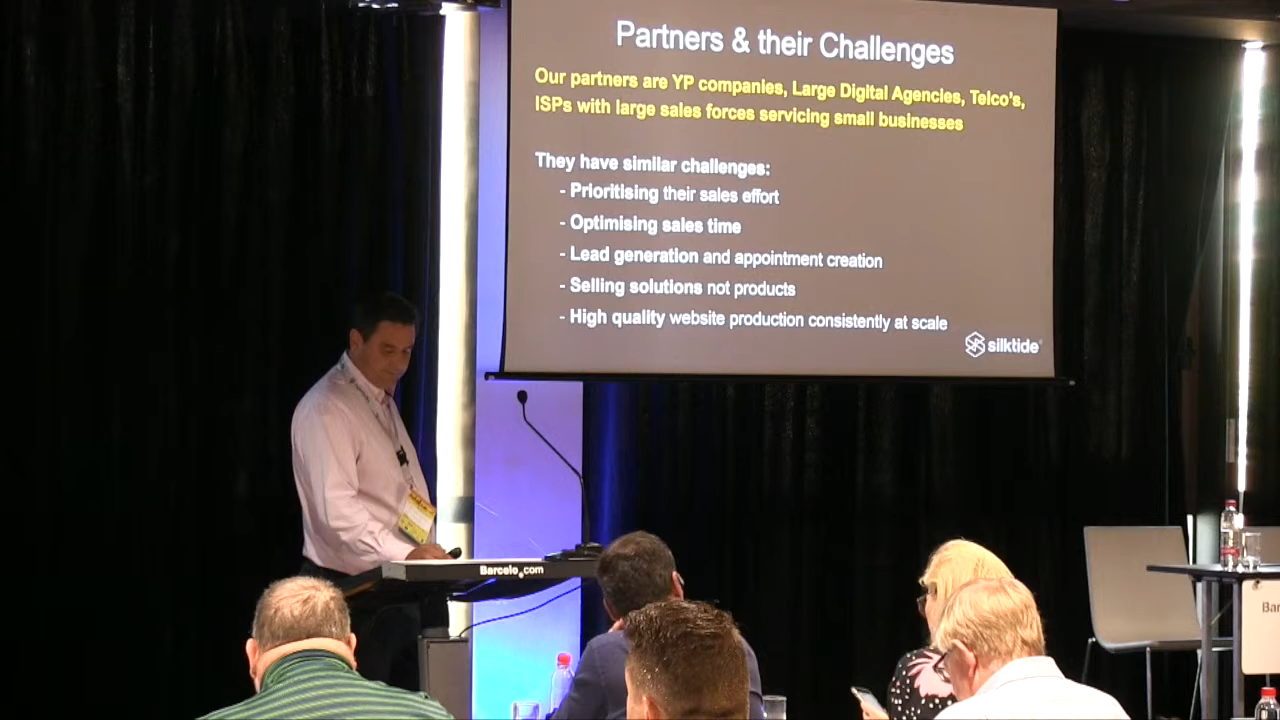 Partners & their Challenges
Our partners are YP companies, Large Digital Agencies, Telco's,
ISPs with large sales forces servicing small businesses
They have similar challenges:
- Prioritising their sales effort
- Optimising sales time
- Lead generation and appointment creation
- Selling solutions not products
- High quality website production consistently at scale
silktide
Barcelo.com
Bar